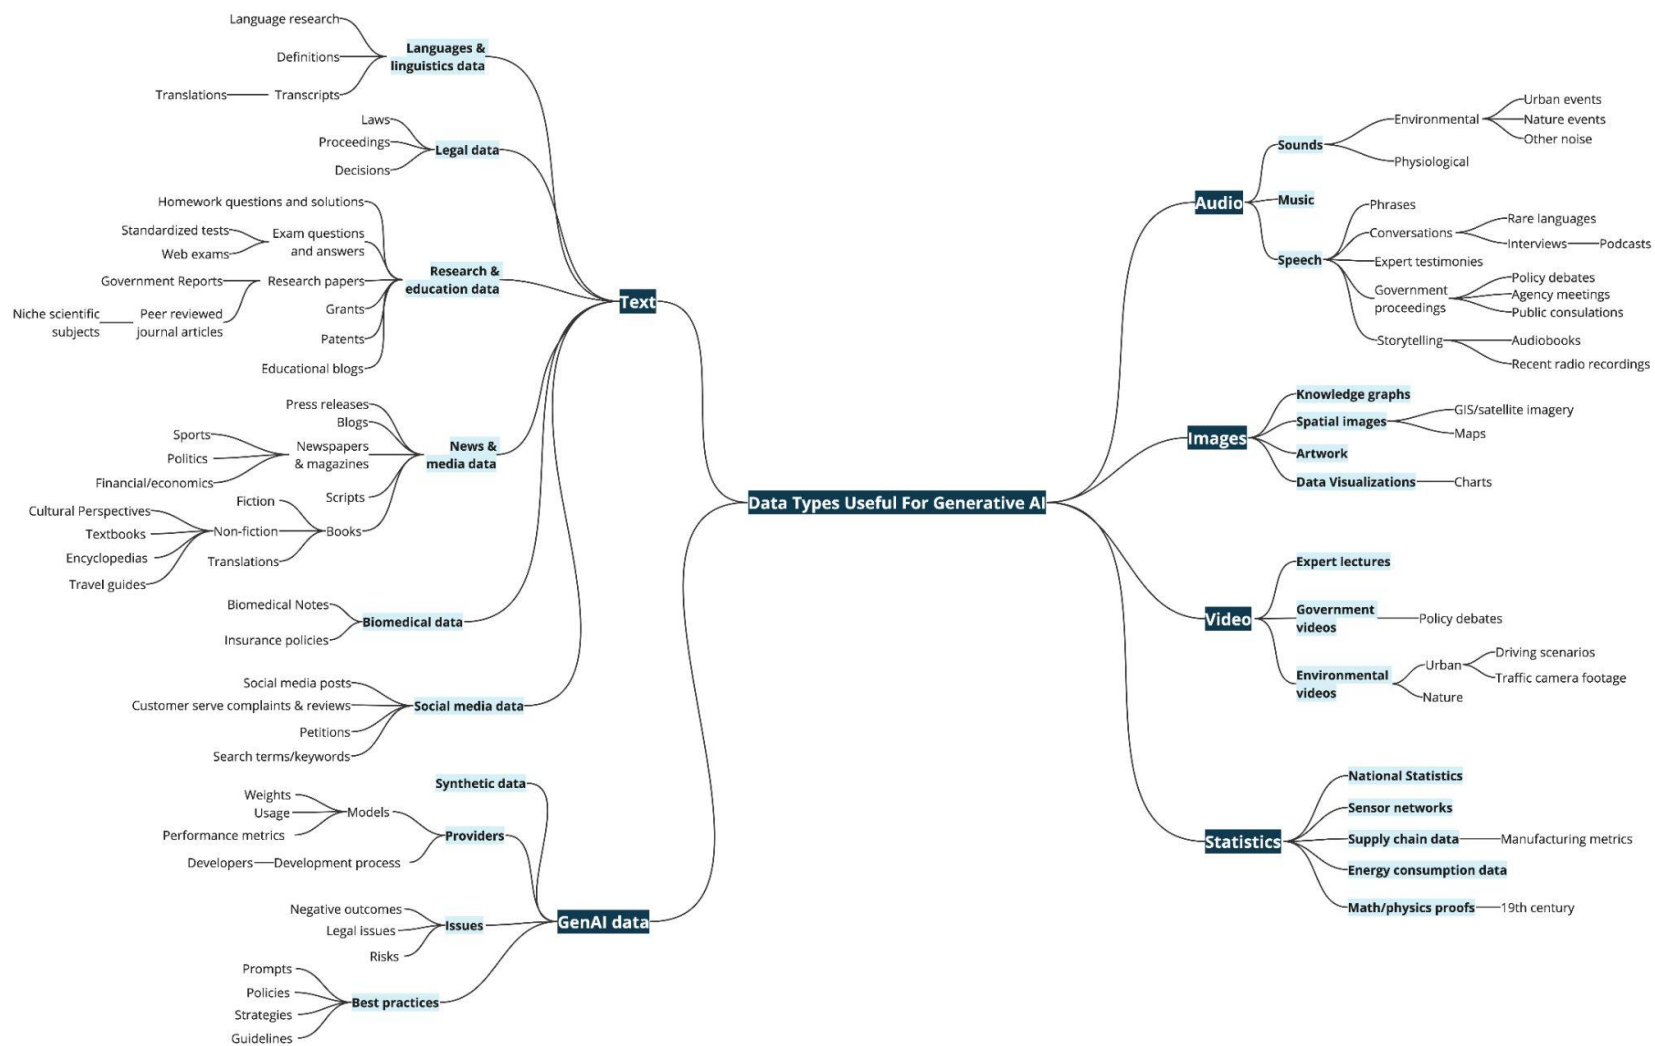 Language research
Languages &
linguistics data
Definitions
Translations
Transcripts
Laws
Proceedings
Legal data
Decisions
Homework questions and solutions
Standardized tests
Web exams
Exam questions
and answers
Research &
education data
Government Reports
Research papers
Niche scientific
subjects
Peer reviewed
journal articles
Grants
Patents
Educational blogs
Text
Press releases
Blogs
Sports
Politics
Financial/economics
Newspapers
& magazines
News &
media data
Scripts
Fiction
Cultural Perspectives
Textbooks
Encyclopedias
Travel guides
Non-fiction
Books
Translations
Biomedical Notes
Biomedical data
Insurance policies
Social media posts
Customer serve complaints & reviews
Social media data
Petitions
Search terms/keywords
Synthetic data
Weights
Usage
Performance metrics
Models
Providers
Developers
Development process
GenAI data
Negative outcomes
Legal issues
Issues
Risks
Prompts
Policies
Best practices
Strategies
Guidelines
Data Types Useful For Generative AI
Audio
Sounds
Environmental
Urban events
Nature events
Other noise
Physiological
Music
Speech
Phrases
Conversations
Rare languages
Interviews
Podcasts
Expert testimonies
Government
proceedings
Policy debates
Agency meetings
Public consulations
Storytelling
Audiobooks
Recent radio recordings
Images
Knowledge graphs
Spatial images
GIS/satellite imagery
Maps
Artwork
Data Visualizations
Charts
Video
Expert lectures
Government
videos
Policy debates
Environmental
videos
Urban
Driving scenarios
Traffic camera footage
Nature
Statistics
National Statistics
Sensor networks
Supply chain data
Manufacturing metrics
Energy consumption data
Math/physics proofs
19th century